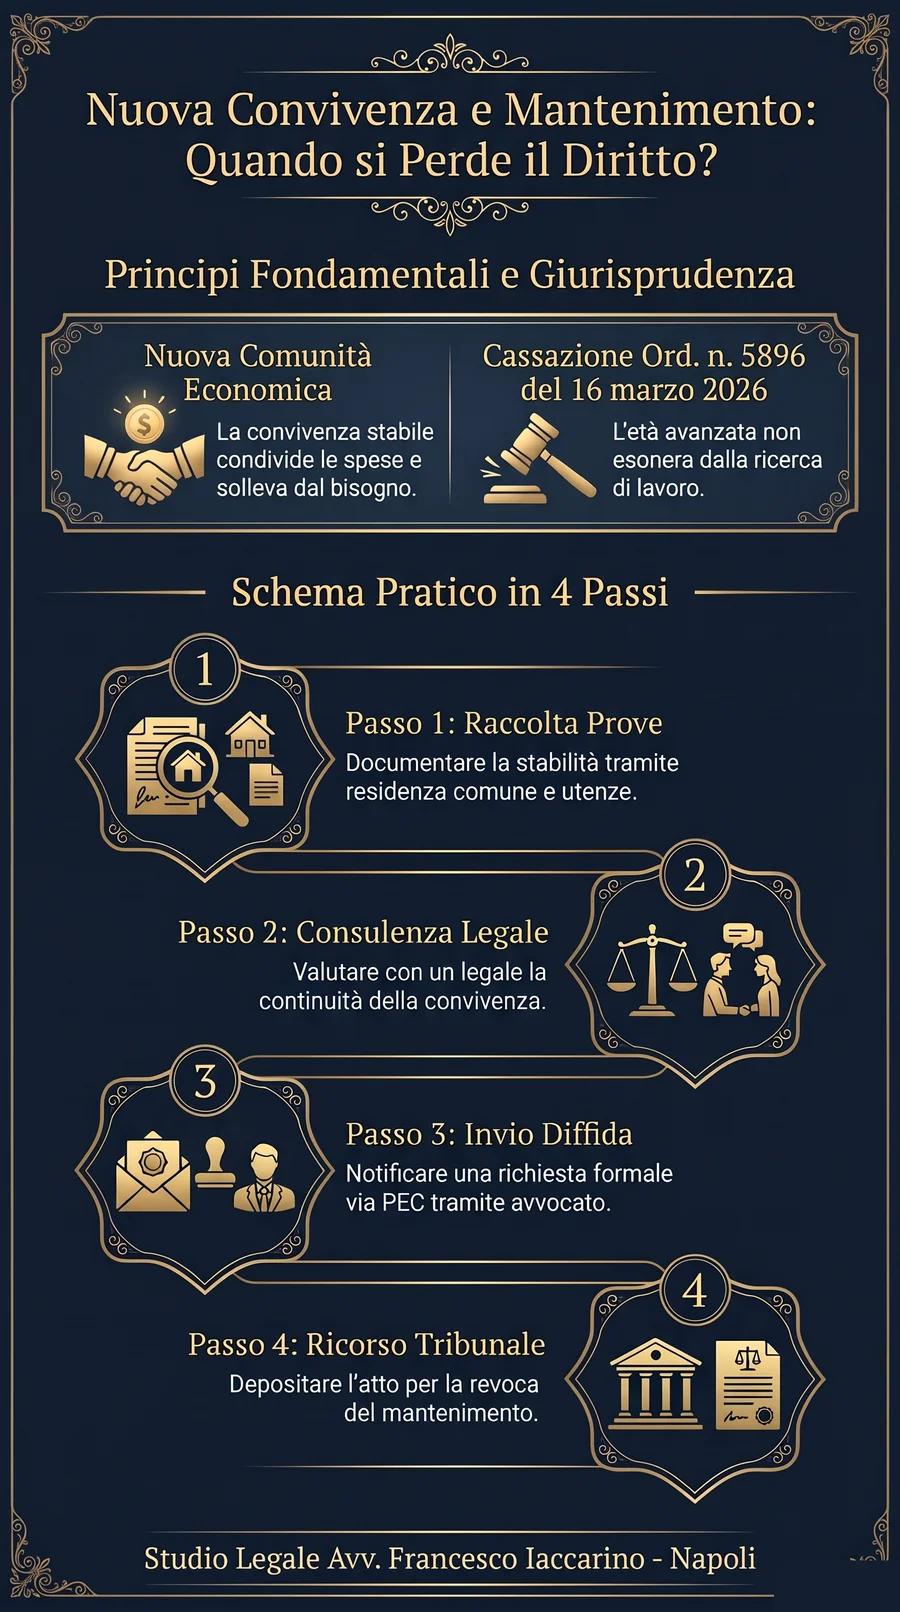 Nuova Convivenza e Mantenimento:
Quando si Perde il Diritto?
Principi Fondamentali e Giurisprudenza
Nuova Comunità
Economica
$
La convivenza stabile
condivide le spese e
solleva dal bisogno.
Cassazione Ord. n. 5896
del 16 marzo 2026
L'età avanzata non
esonera dalla ricerca
di lavoro.
Schema Pratico in 4 Passi
1
Passo 1: Raccolta Prove
Documentare la stabilità tramite
residenza comune e utenze.
2
Passo 2: Consulenza Legale
Valutare con un legale la
continuità della convivenza.
3
Passo 3: Invio Diffida
Notificare una richiesta formale
via PEC tramite avvocato.
4
Passo 4: Ricorso Tribunale
Depositare l'atto per la revoca
del mantenimento.
Studio Legale Avv. Francesco Iaccarino - Napoli